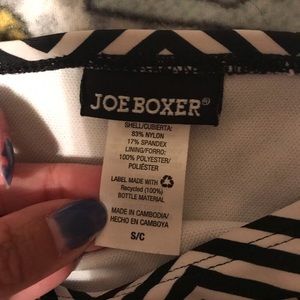 JOE BOXER®
SHELL/CUBIERTA:
83% NYLON
17% SPANDEX
LINING/FORRO:
100% POLYESTER/
POLIÉSTER
LABEL MADE WITH
Recycled (100%)
BOTTLE MATERIAL
MADE IN CAMBODIA/
HECHO EN CAMBOYA
S/C